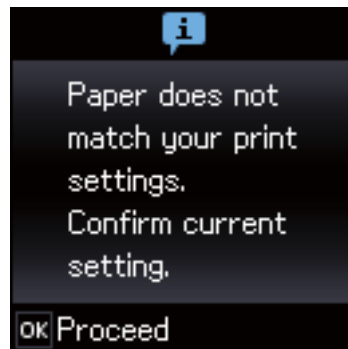 i
Paper does not
match your print
settings.
Confirm current
setting.
OK Proceed